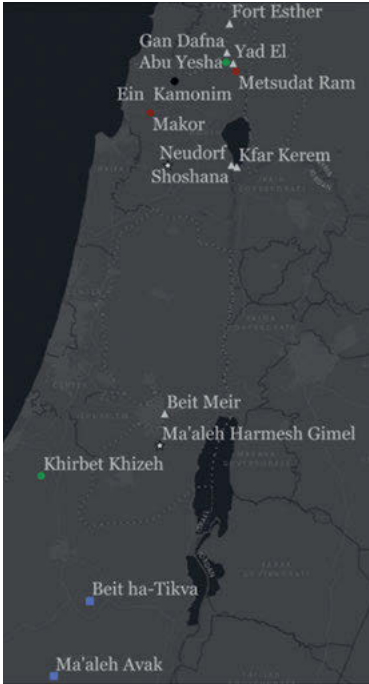 Fort Esther
Gan Dafna
Yad El
Abu Yesha
Metsudat Ram
Ein Kamonim
Makor
Neudorf
Kfar Kerem
Shoshana
Beit Meir
Ma'aleh Harmesh Gimel
Khirbet Khizeh
Beit ha-Tikva
Ma'aleh Avak